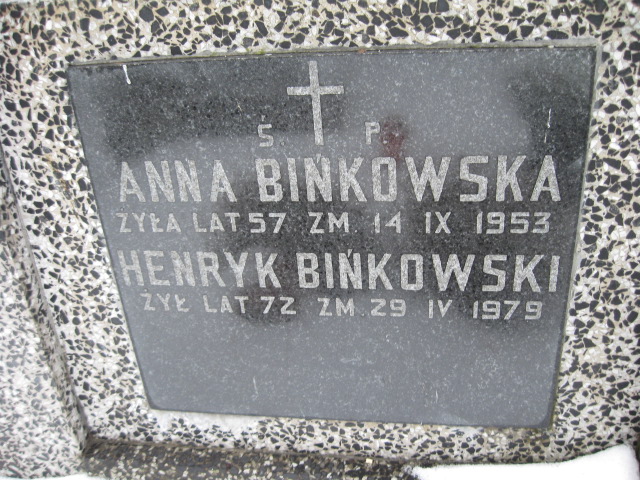 Ś. P.
ANNA BIŃKOWSKA
ŻYŁA LAT 57 ZM. 14 IX 1953
HENRYK BIŃKOWSKI
ŻYŁ LAT 72 ZM. 29 IV 1979